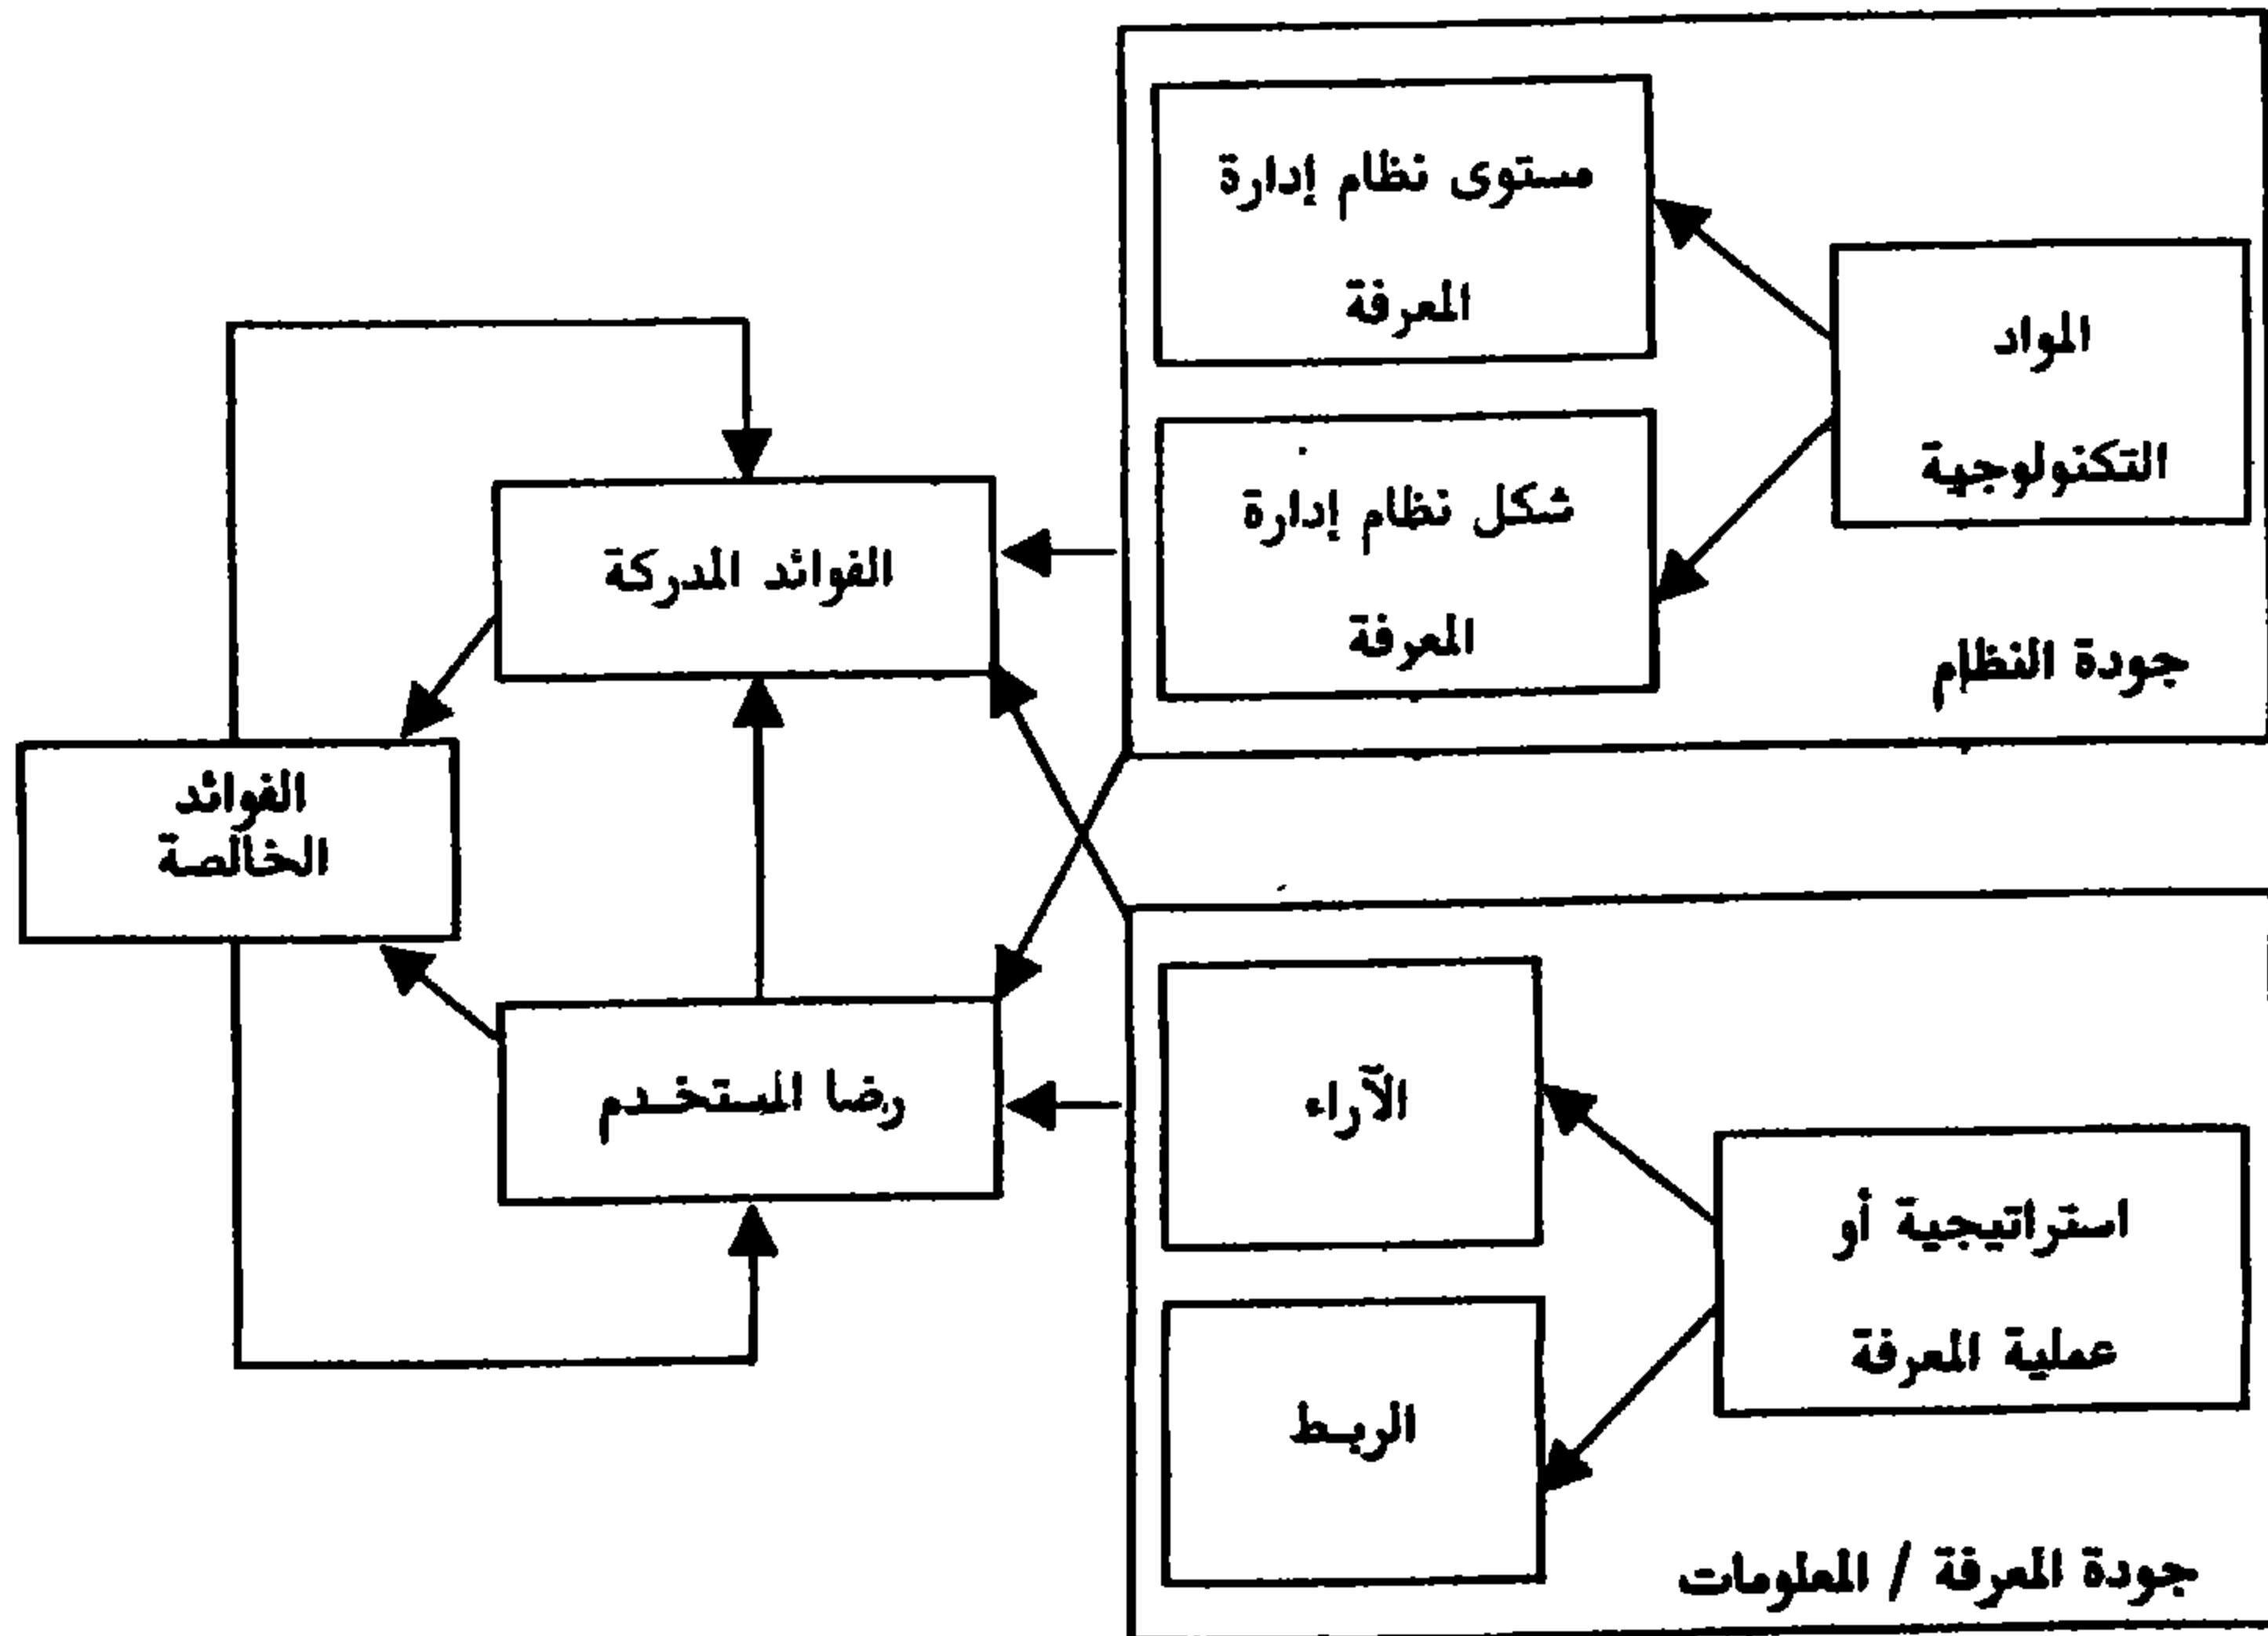 مستوى نظام إدارة
المعرفة
المواد
التكنولوجية
شكل نظام إدارة
المعرفة
جودة النظام
الفوائد المدركة
الفوائد
الخالصة
رضا المستخدم
الآراء
استراتيجية أو
عملية المعرفة
الربط
جودة المعرفة / المعلومات